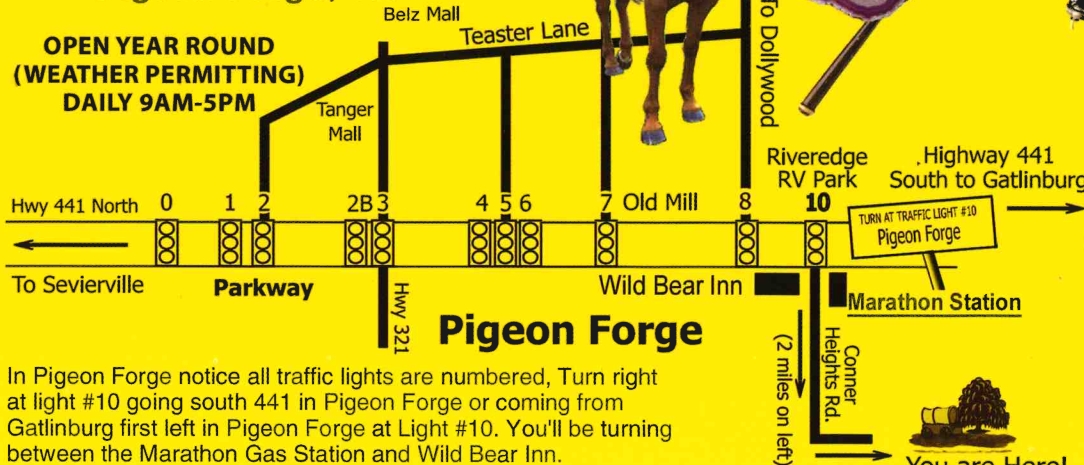 Belz Mall
Teaster Lane
To Dollywood
OPEN YEAR ROUND
(WEATHER PERMITTING)
DAILY 9AM-5PM
Tanger
Mall
Riveredge
RV Park
Highway 441
South to Gatlinburg
Hwy 441 North
0
1
2
2B
3
4
5
6
7
Old Mill
8
10
TURN AT TRAFFIC LIGHT #10
Pigeon Forge
To Sevierville
Parkway
Hwy 321
Wild Bear Inn
Marathon Station
Pigeon Forge
(2 miles on left)
Conner
Heights Rd.
In Pigeon Forge notice all traffic lights are numbered, Turn right
at light #10 going south 441 in Pigeon Forge or coming from
Gatlinburg first left in Pigeon Forge at Light #10. You'll be turning
between the Marathon Gas Station and Wild Bear Inn.
You are Here!